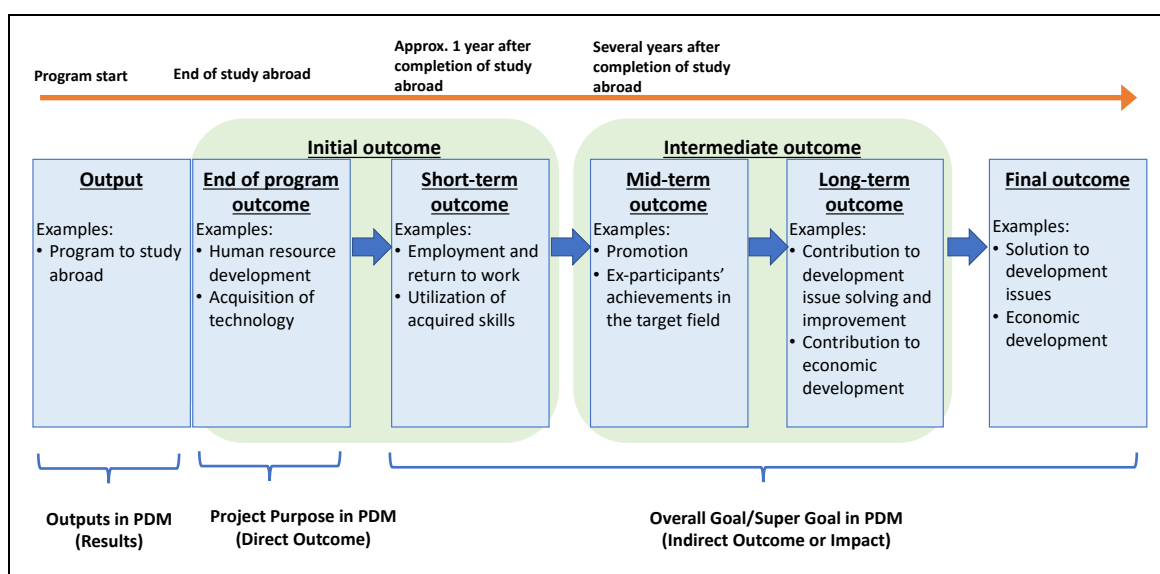 Program start
End of study abroad
Approx. 1 year after
completion of study
abroad
Several years after
completion of study
abroad
Initial outcome
Intermediate outcome
Output
Examples:
• Program to study
abroad
End of program
outcome
Examples:
• Human resource
development
• Acquisition of
technology
Short-term
outcome
Examples:
• Employment and
return to work
• Utilization of
acquired skills
Mid-term
outcome
Examples:
• Promotion
• Ex-participants’
achievements in
the target field
Long-term
outcome
Examples:
• Contribution to
development
issue solving and
improvement
• Contribution to
economic
development
Final outcome
Examples:
• Solution to
development
issues
• Economic
development
Outputs in PDM
(Results)
Project Purpose in PDM
(Direct Outcome)
Overall Goal/Super Goal in PDM
(Indirect Outcome or Impact)